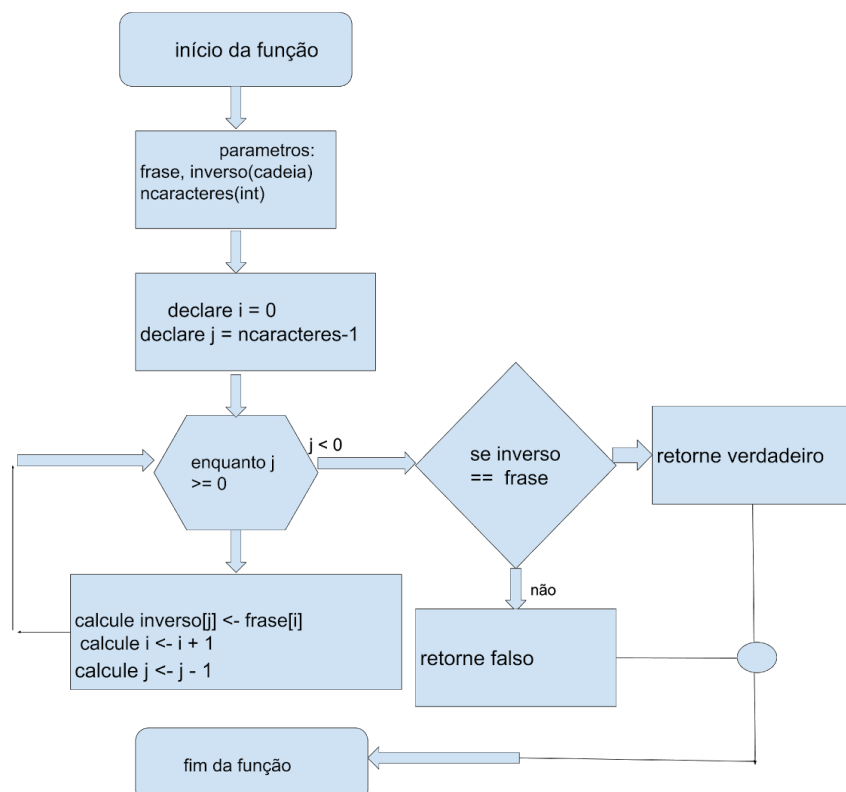 início da função
parametros:
frase, inverso(cadeia)
ncaracteres(int)
declare i = 0
declare j = ncaracteres-1
enquanto j
>= 0
j < 0
se inverso
== frase
retorne verdadeiro
calcule inverso[j] <- frase[i]
calcule i <- i + 1
calcule j <- j - 1
não
retorne falso
fim da função